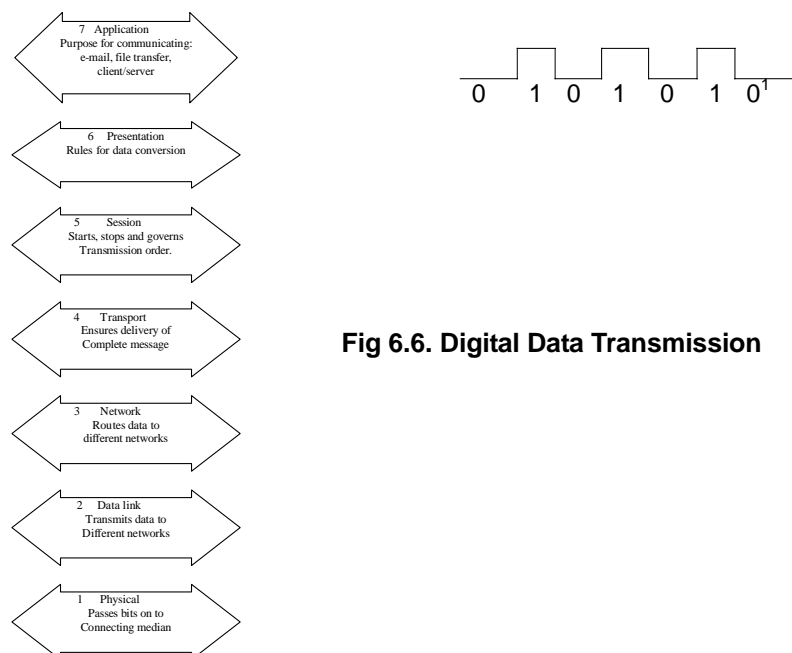 7 Application
Purpose for communicating:
e-mail, file transfer,
client/server
0 1 0 1 0 1 0¹
6 Presentation
Rules for data conversion
5 Session
Starts, stops and governs
Transmission order.
4 Transport
Ensures delivery of
Complete message
Fig 6.6. Digital Data Transmission
3 Network
Routes data to
different networks
2 Data link
Transmits data to
Different networks
1 Physical
Passes bits on to
Connecting median